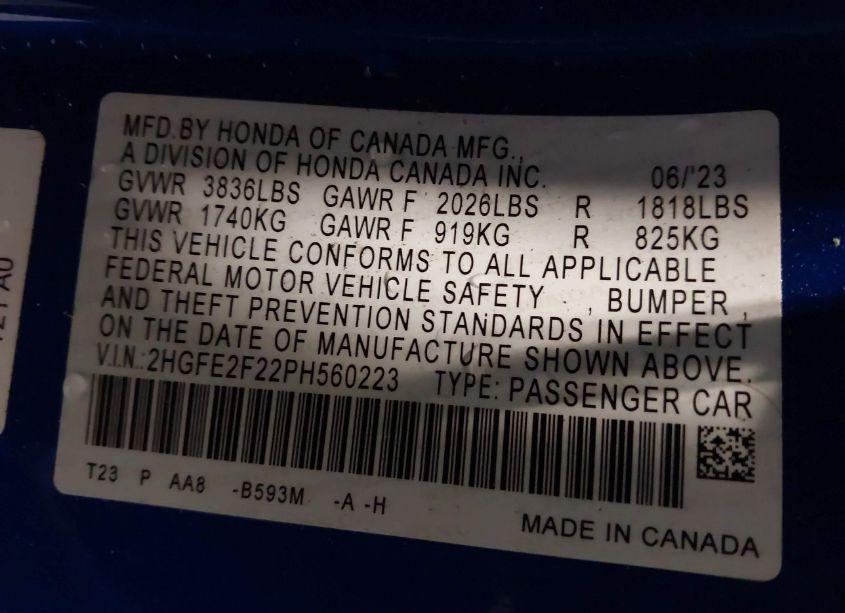 MFD.BY HONDA OF CANADA MFG.,
A DIVISION OF HONDA CANADA INC. 06/'23
GVWR 3836LBS GAWR F 2026LBS R 1818LBS
GVWR 1740KG GAWR F 919KG R 825KG
THIS VEHICLE CONFORMS TO ALL APPLICABLE
FEDERAL MOTOR VEHICLE SAFETY , BUMPER ,
AND THEFT PREVENTION STANDARDS IN EFFECT
ON THE DATE OF MANUFACTURE SHOWN ABOVE.
V.I.N.:2HGFE2F22PH560223 TYPE: PASSENGER CAR
T23 P AA8 -B593M -A -H
MADE IN CANADA